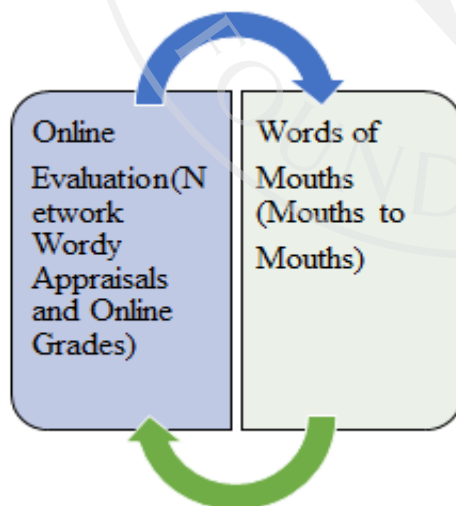 Online
Evaluation(N
etwork
Wordy
Appraisals
and Online
Grades)
Words of
Mouths
(Mouths to
Mouths)